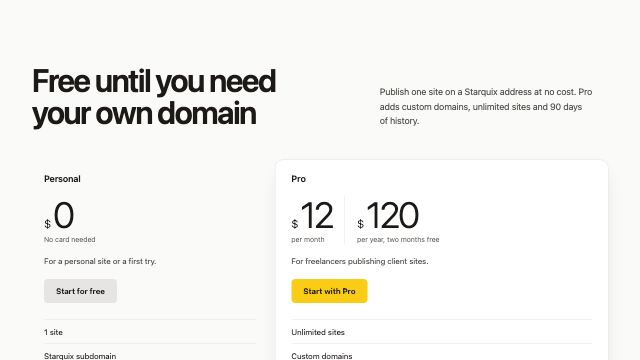 Free until you need
your own domain
Publish one site on a Starquix address at no cost. Pro
adds custom domains, unlimited sites and 90 days
of history.
Personal
$0
No card needed
For a personal site or a first try.
Start for free
1 site
Starquix subdomain
Pro
$12
per month
$120
per year, two months free
For freelancers publishing client sites.
Start with Pro
Unlimited sites
Custom domains